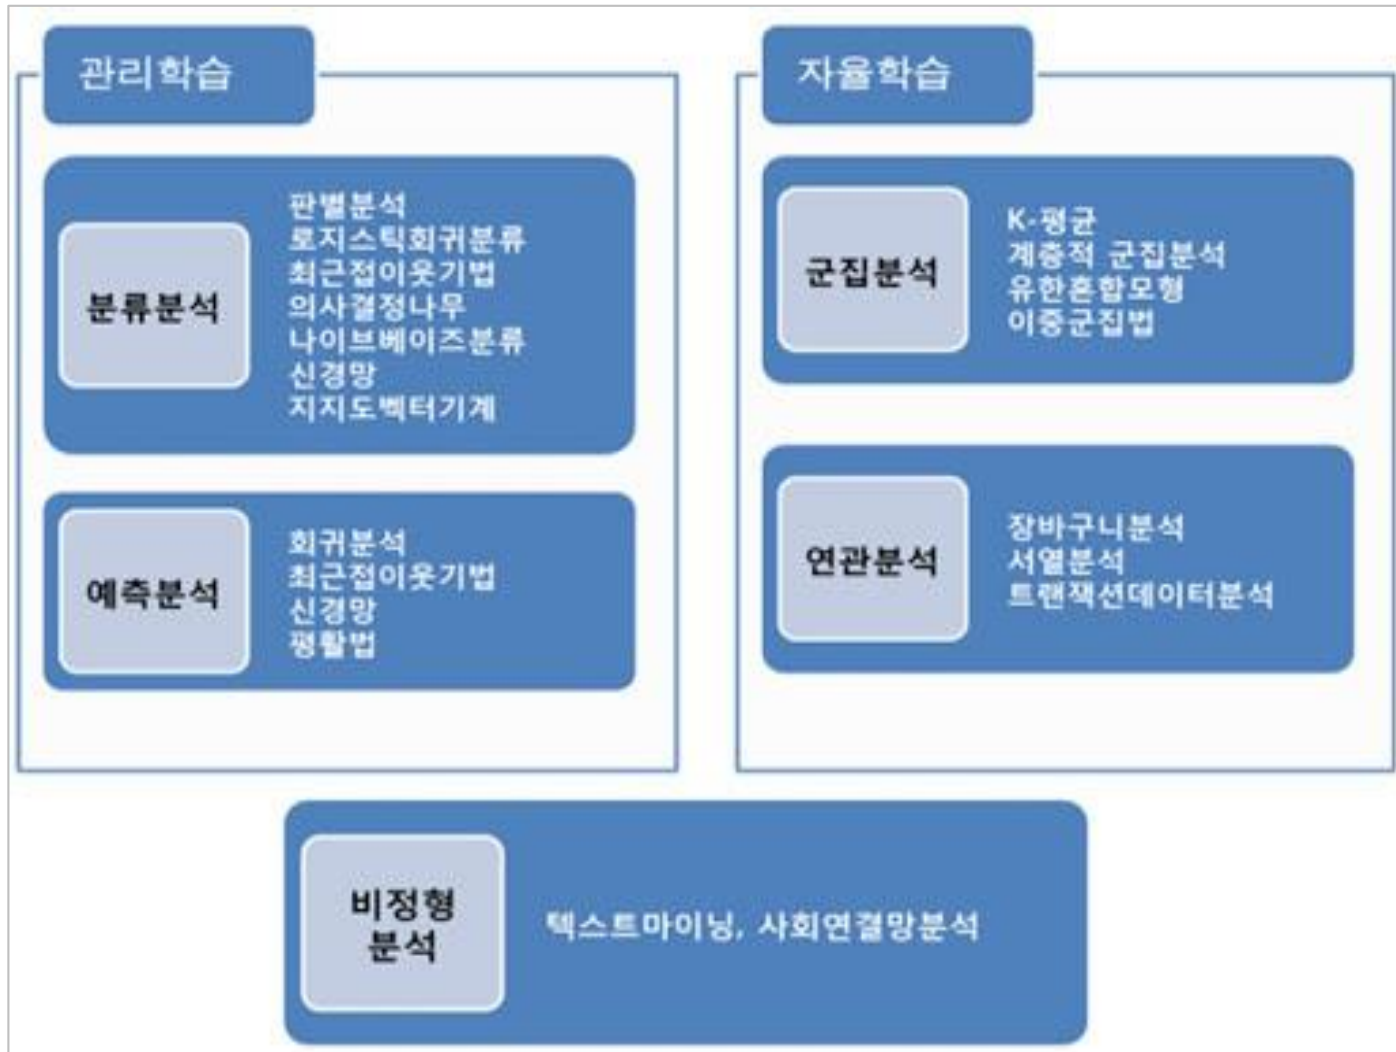 관리학습
분류분석
판별분석
로지스틱회귀분류
최근접이웃기법
의사결정나무
나이브베이즈분류
신경망
지지도벡터기계
예측분석
회귀분석
최근접이웃기법
신경망
평활법
자율학습
군집분석
K-평균
계층적 군집분석
유한혼합모형
이중군집법
연관분석
장바구니분석
서열분석
트랜잭션데이터분석
비정형
분석
텍스트마이닝, 사회연결망분석